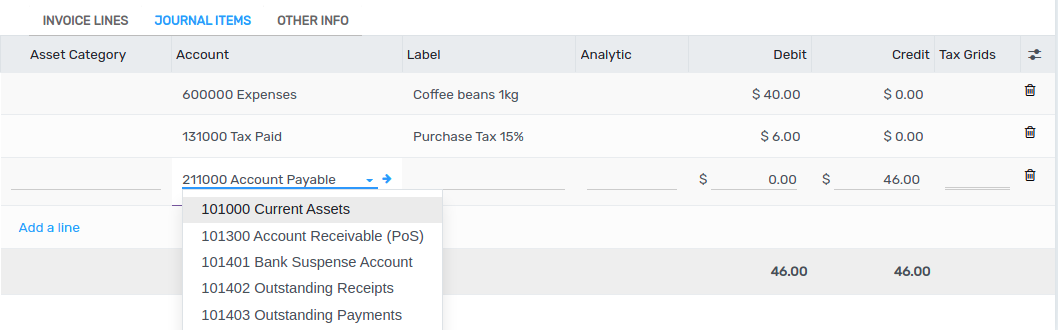 INVOICE LINES JOURNAL ITEMS OTHER INFO
Asset Category Account Label Analytic Debit Credit Tax Grids
600000 Expenses Coffee beans 1kg $ 40.00 $ 0.00
131000 Tax Paid Purchase Tax 15% $ 6.00 $ 0.00
211000 Account Payable $ 0.00 $ 46.00
101000 Current Assets
Add a line
101300 Account Receivable (PoS)
101401 Bank Suspense Account
46.00 46.00
101402 Outstanding Receipts
101403 Outstanding Payments